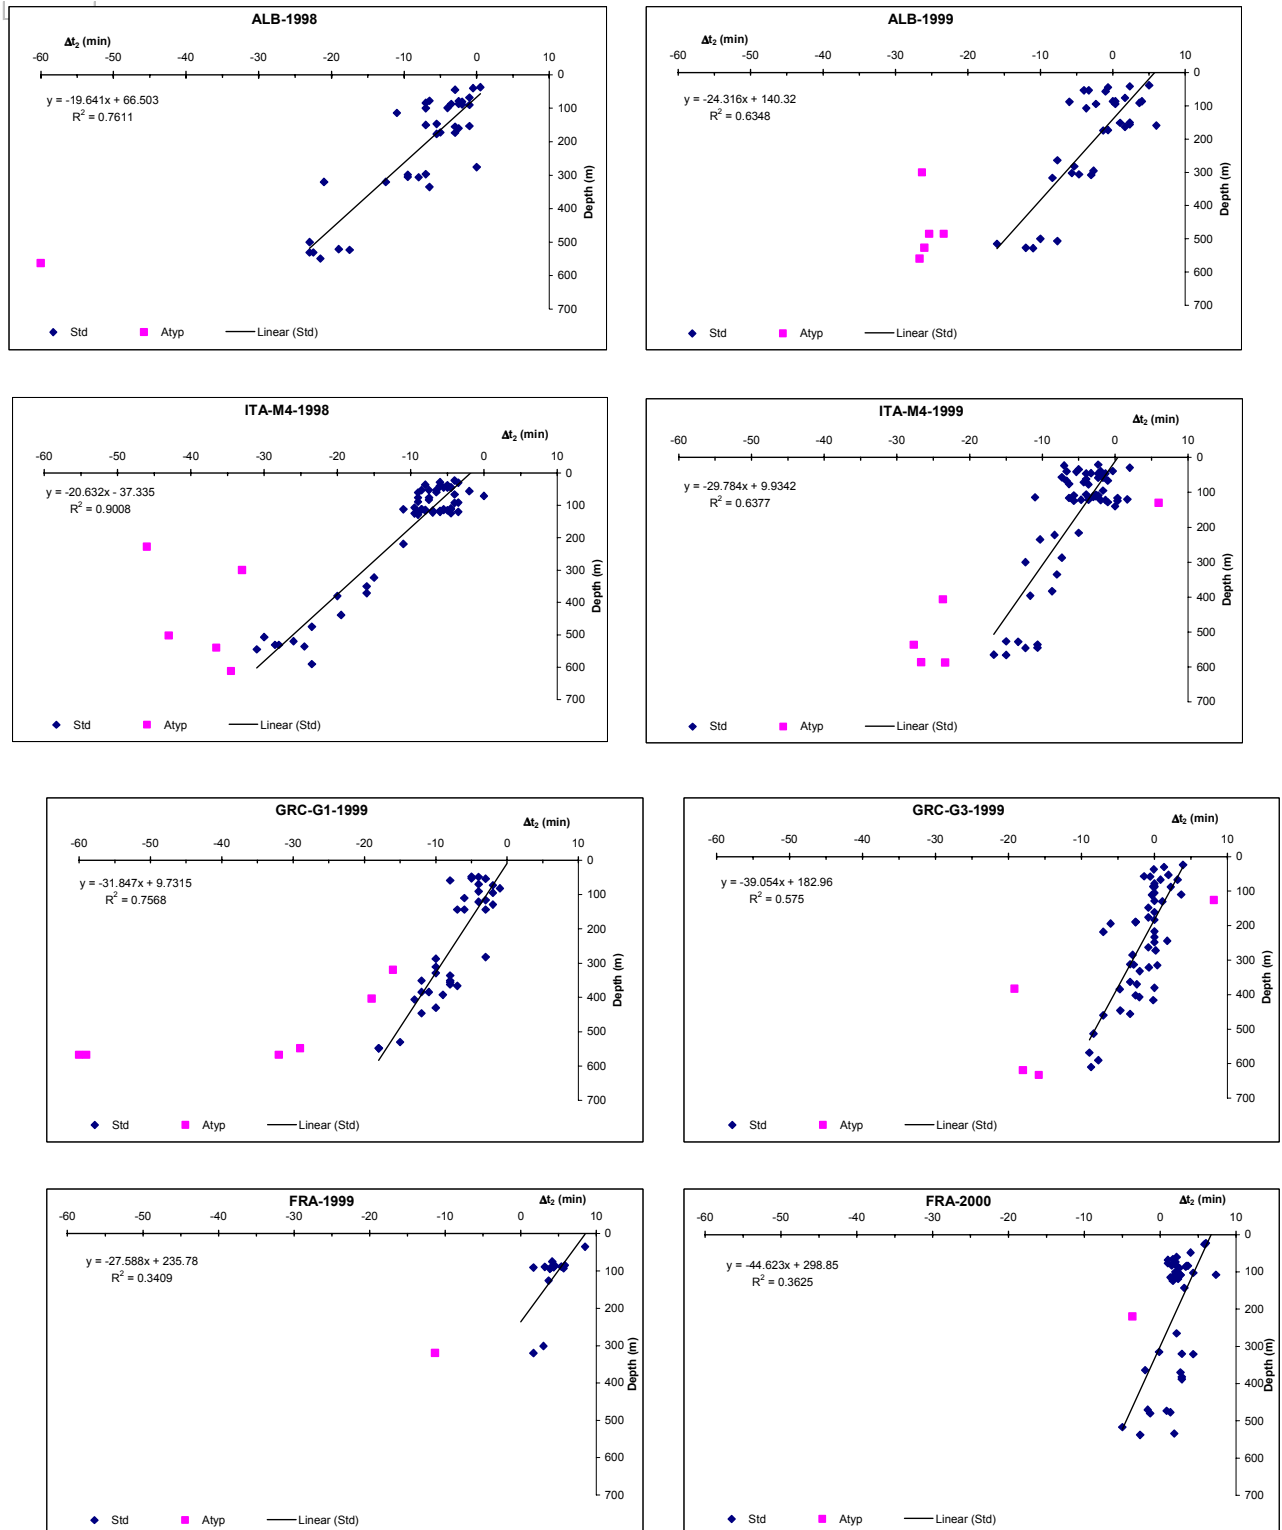 ALB-1998
Δt2 (min)
-60 -50 -40 -30 -20 -10 0 10
y = -19.641x + 66.503
R2 = 0.7611
0
100
200
300
400
500
600
700
Depth (m)
Std Atyp Linear (Std)
ALB-1999
Δt2 (min)
-60 -50 -40 -30 -20 -10 0 10
y = -24.316x + 140.32
R2 = 0.6348
0
100
200
300
400
500
600
700
Depth (m)
Std Atyp Linear (Std)
ITA-M4-1998
Δt2 (min)
-60 -50 -40 -30 -20 -10 0 10
y = -20.632x - 37.335
R2 = 0.9008
0
100
200
300
400
500
600
700
Depth (m)
Std Atyp Linear (Std)
ITA-M4-1999
Δt2 (min)
-60 -50 -40 -30 -20 -10 0 10
y = -29.784x + 9.9342
R2 = 0.6377
0
100
200
300
400
500
600
700
Depth (m)
Std Atyp Linear (Std)
GRC-G1-1999
Δt2 (min)
-60 -50 -40 -30 -20 -10 0 10
y = -31.847x + 9.7315
R2 = 0.7568
0
100
200
300
400
500
600
700
Depth (m)
Std Atyp Linear (Std)
GRC-G3-1999
Δt2 (min)
-60 -50 -40 -30 -20 -10 0 10
y = -39.054x + 182.96
R2 = 0.575
0
100
200
300
400
500
600
700
Depth (m)
Std Atyp Linear (Std)
FRA-1999
Δt2 (min)
-60 -50 -40 -30 -20 -10 0 10
y = -27.588x + 235.78
R2 = 0.3409
0
100
200
300
400
500
600
700
Depth (m)
Std Atyp Linear (Std)
FRA-2000
Δt2 (min)
-60 -50 -40 -30 -20 -10 0 10
y = -44.623x + 298.85
R2 = 0.3625
0
100
200
300
400
500
600
700
Depth (m)
Std Atyp Linear (Std)